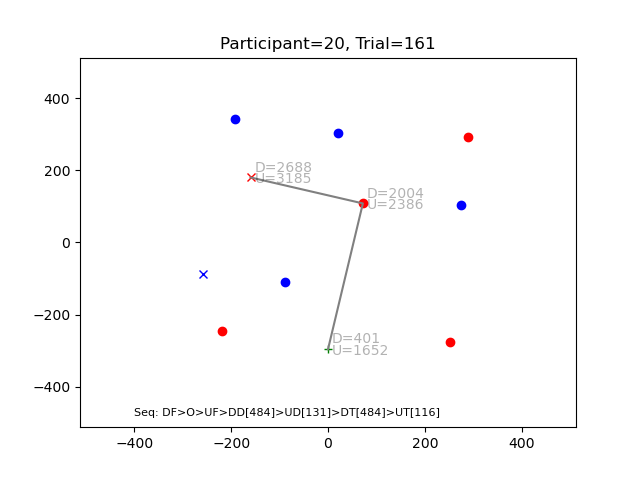 Participant=20, Trial=161
400
200
0
−200
−400
D=2688
U=3185
D=2004
U=2386
D=401
U=1652
Seq: DF>O>UF>DD[484]>UD[131]>DT[484]>UT[116]
−400
−200
0
200
400